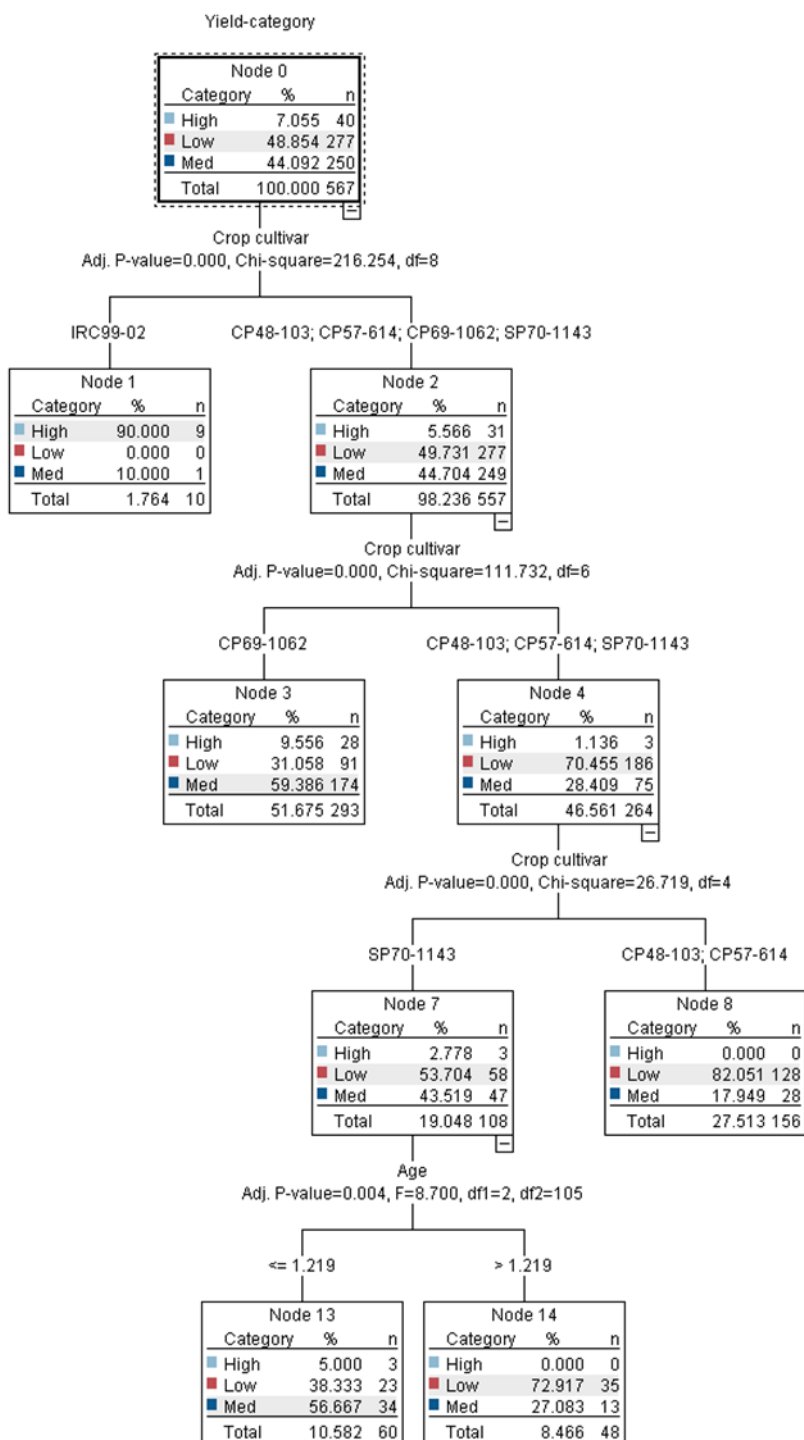 Yield-category
Node 0
Category % n
High 7.055 40
Low 48.854 277
Med 44.092 250
Total 100.000 567
Crop cultivar
Adj. P-value=0.000, Chi-square=216.254, df=8
IRC99-02
CP48-103; CP57-614; CP69-1062; SP70-1143
Node 1
Category % n
High 90.000 9
Low 0.000 0
Med 10.000 1
Total 1.764 10
Node 2
Category % n
High 5.566 31
Low 49.731 277
Med 44.704 249
Total 98.236 557
Crop cultivar
Adj. P-value=0.000, Chi-square=111.732, df=6
CP69-1062
CP48-103; CP57-614; SP70-1143
Node 3
Category % n
High 9.556 28
Low 31.058 91
Med 59.386 174
Total 51.675 293
Node 4
Category % n
High 1.136 3
Low 70.455 186
Med 28.409 75
Total 46.561 264
Crop cultivar
Adj. P-value=0.000, Chi-square=26.719, df=4
SP70-1143
CP48-103; CP57-614
Node 7
Category % n
High 2.778 3
Low 53.704 58
Med 43.519 47
Total 19.048 108
Node 8
Category % n
High 0.000 0
Low 82.051 128
Med 17.949 28
Total 27.513 156
Age
Adj. P-value=0.004, F=8.700, df1=2, df2=105
<= 1.219
> 1.219
Node 13
Category % n
High 5.000 3
Low 38.333 23
Med 56.667 34
Total 10.582 60
Node 14
Category % n
High 0.000 0
Low 72.917 35
Med 27.083 13
Total 8.466 48